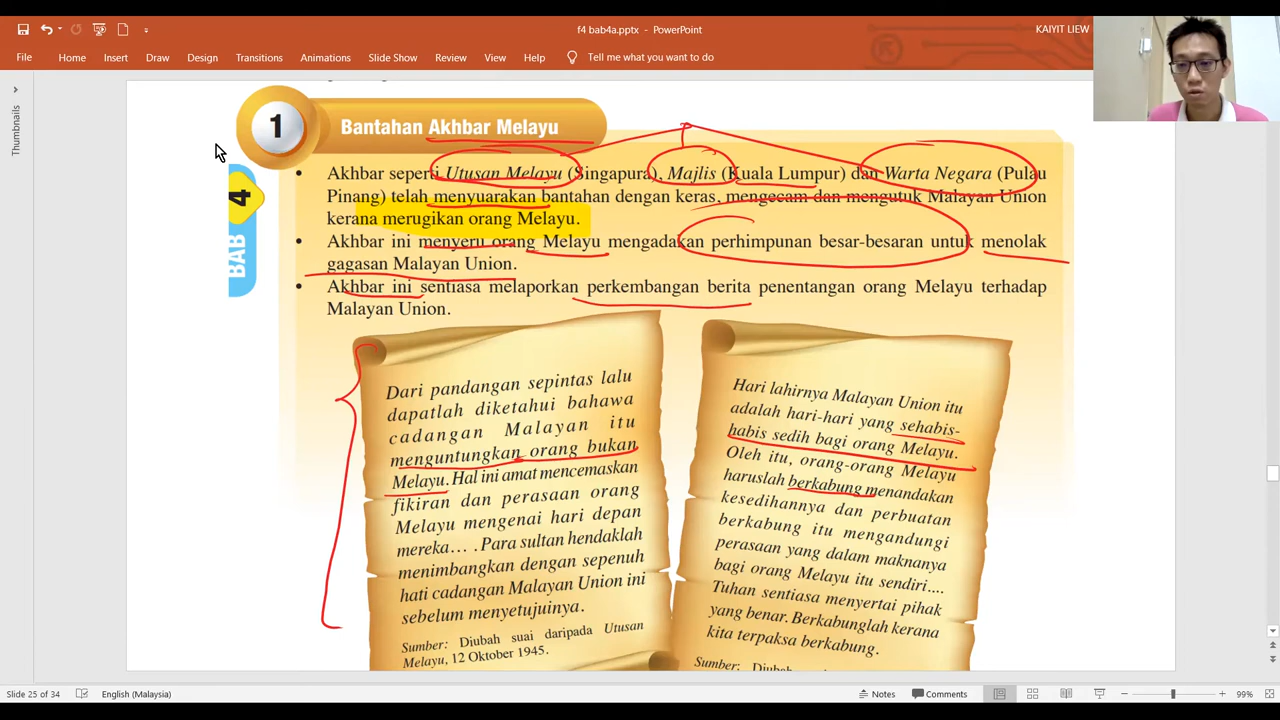 f4 bab4a.pptx - PowerPoint
KAIYIT LIEW
File Home Insert Draw Design Transitions Animations Slide Show Review View Help Tell me what you want to do
Thumbnails
1
Bantahan Akhbar Melayu
BAB 4
• Akhbar seperti Utusan Melayu (Singapura), Majlis (Kuala Lumpur) dan Warta Negara (Pulau
Pinang) telah menyuarakan bantahan dengan keras, mengecam dan mengutuk Malayan Union
kerana merugikan orang Melayu.
• Akhbar ini menyeru orang Melayu mengadakan perhimpunan besar-besaran untuk menolak
gagasan Malayan Union.
• Akhbar ini sentiasa melaporkan perkembangan berita penentangan orang Melayu terhadap
Malayan Union.
Dari pandangan sepintas lalu
dapatlah diketahui bahawa
cadangan Malayan itu
menguntungkan orang bukan
Melayu. Hal ini amat mencemaskan
fikiran dan perasaan orang
Melayu mengenai hari depan
mereka… . Para sultan hendaklah
menimbangkan dengan sepenuh
hati cadangan Malayan Union ini
sebelum menyetujuinya.
Sumber: Diubah suai daripada Utusan
Melayu, 12 Oktober 1945.
Hari lahirnya Malayan Union itu
adalah hari-hari yang sehabis-
habis sedih bagi orang Melayu.
Oleh itu, orang-orang Melayu
haruslah berkabung menandakan
kesedihannya dan perbuatan
berkabung itu mengandungi
perasaan yang dalam maknanya
bagi orang Melayu itu sendiri….
Tuhan sentiasa menyertai pihak
yang benar. Berkabunglah kerana
kita terpaksa berkabung.
Slide 25 of 34 English (Malaysia) Notes Comments 99%